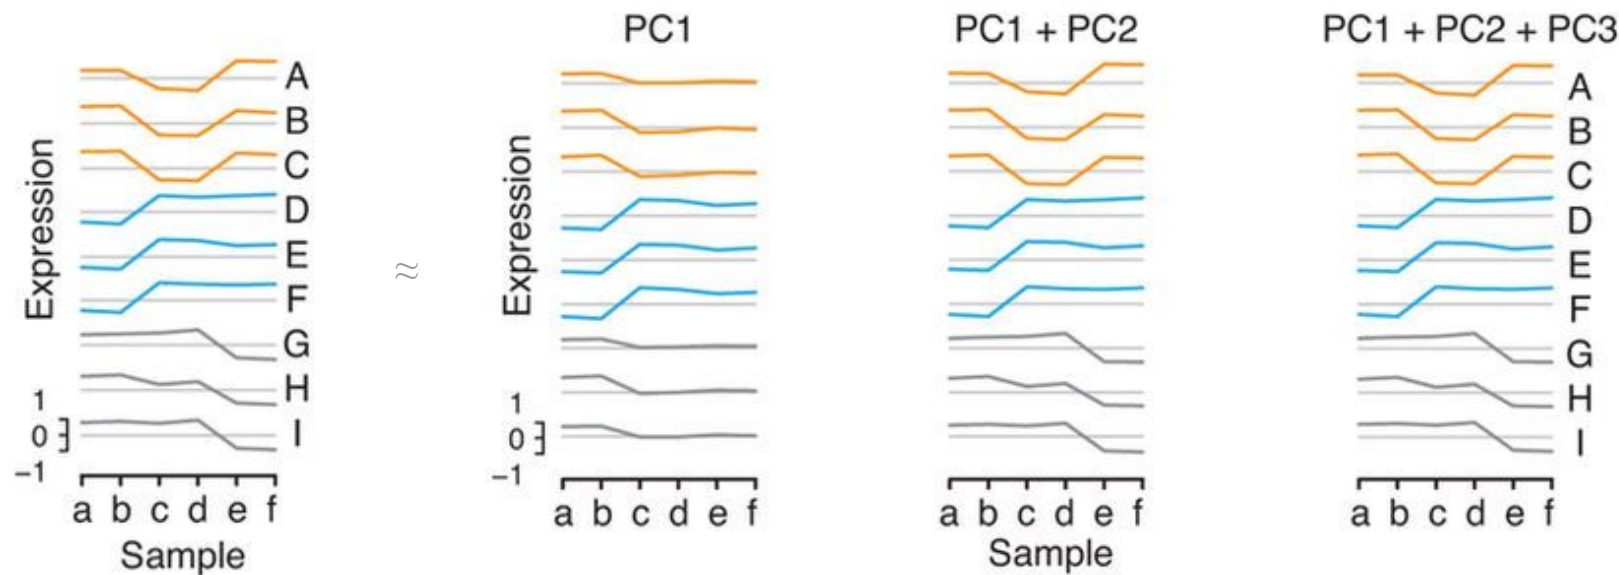 PC1
PC1 + PC2
PC1 + PC2 + PC3
Expression
A
B
C
D
E
F
G
H
I
1
0
−1
a b c d e f
Sample
≈
Expression
1
0
−1
a b c d e f
a b c d e f
Sample
A
B
C
D
E
F
G
H
I
a b c d e f